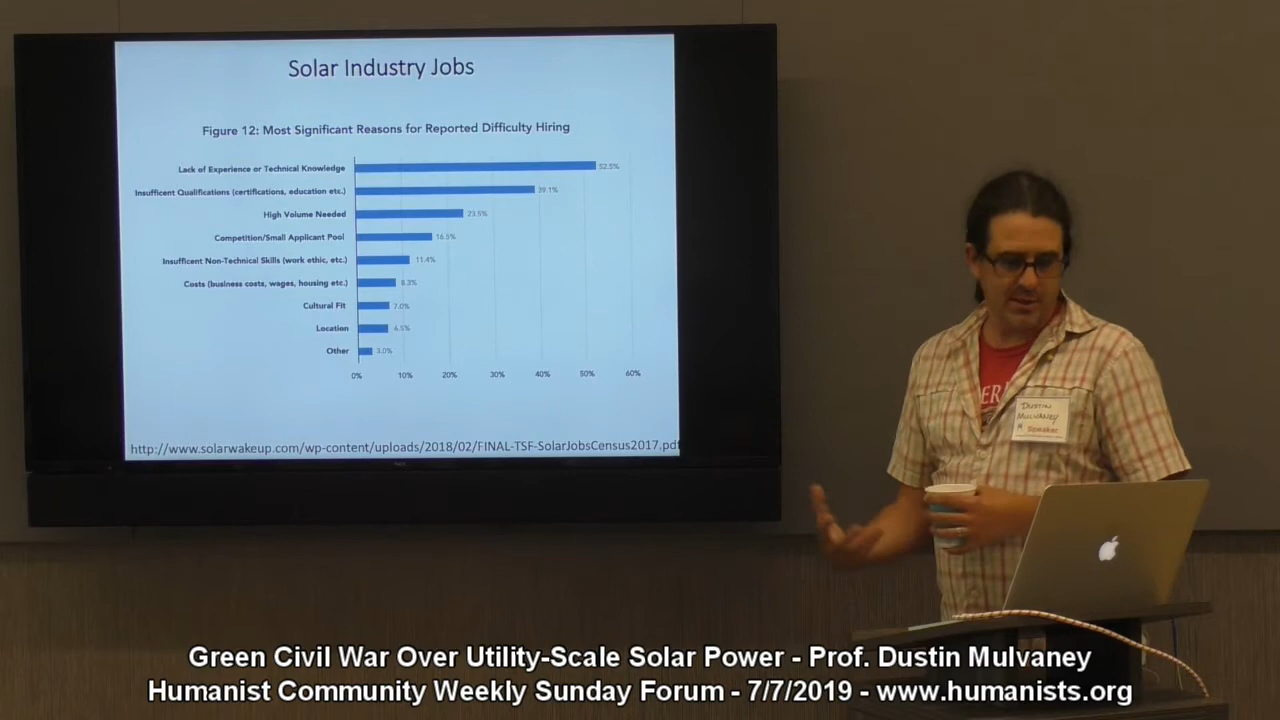 Solar Industry Jobs
Figure 12: Most Significant Reasons for Reported Difficulty Hiring
Lack of Experience or Technical Knowledge 52.5%
Insufficent Qualifications (certifications, education etc.) 39.1%
High Volume Needed 23.5%
Competition/Small Applicant Pool 16.5%
Insufficent Non-Technical Skills (work ethic, etc.) 11.4%
Costs (business costs, wages, housing etc.) 8.3%
Cultural Fit 7.0%
Location 6.5%
Other 3.0%
0% 10% 20% 30% 40% 50% 60%
http://www.solarwakeup.com/wp-content/uploads/2018/02/FINAL-TSF-SolarJobsCensus2017.pdf
DUSTIN
MULVANEY
Speaker
Green Civil War Over Utility-Scale Solar Power - Prof. Dustin Mulvaney
Humanist Community Weekly Sunday Forum - 7/7/2019 - www.humanists.org